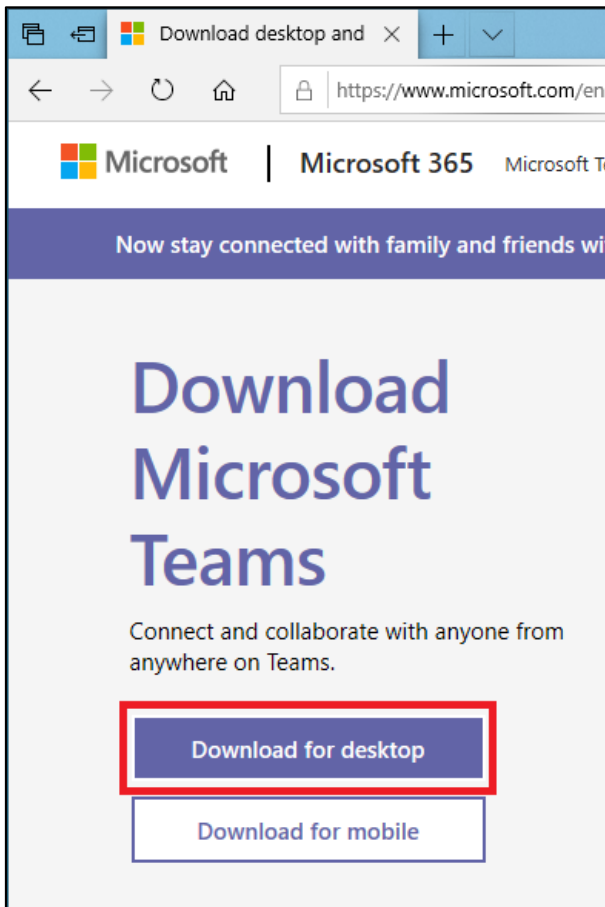 Download desktop and
https://www.microsoft.com/en
Microsoft | Microsoft 365 Microsoft
Now stay connected with family and friends
Download
Microsoft
Teams
Connect and collaborate with anyone from
anywhere on Teams.
Download for desktop
Download for mobile